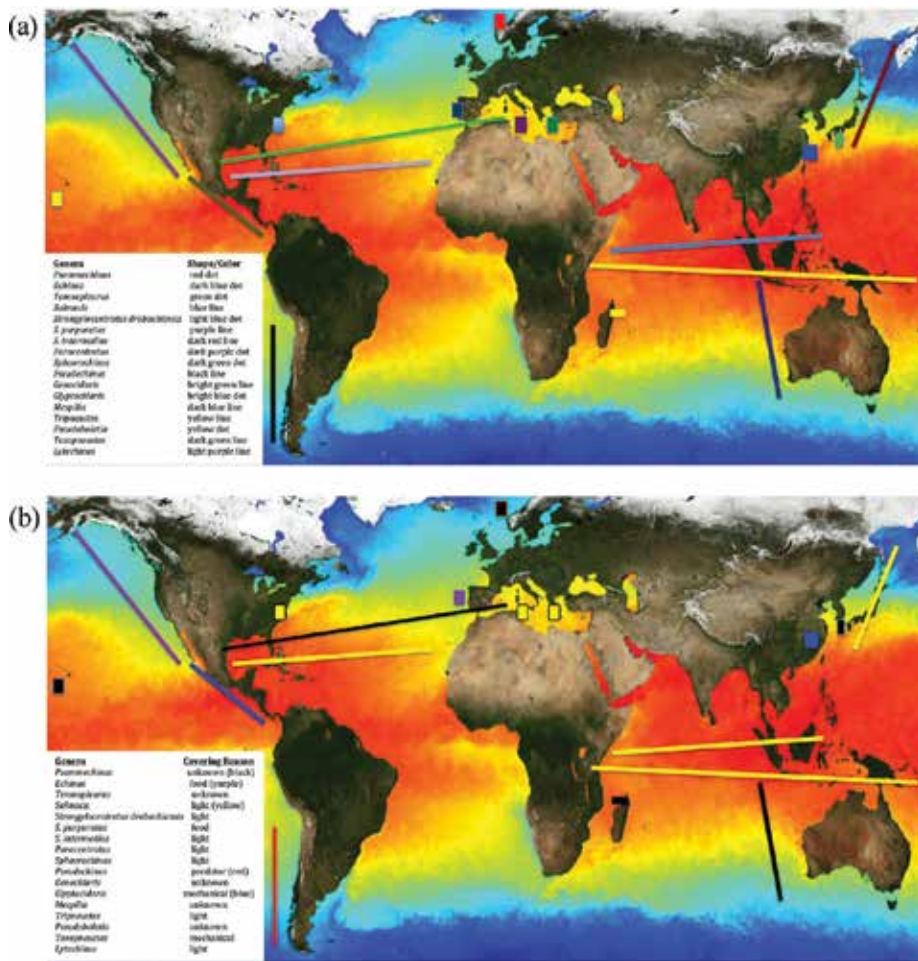 (a)
Genera Shape/Color
Psammechinus red dot
Echinus dark blue dot
Temnopleurus green dot
Salmacis blue line
Strongylocentrotus droebachiensis light blue dot
S. purpuratus purple line
S. intermedius dark red line
Paracentrotus dark purple dot
Sphaerechinus dark green dot
black line
Genocidaris bright green line
Glyptocidaris bright blue dot
Mespilia dark blue line
Tripneustes yellow line
Pseudoboletia yellow dot
Toxopneustes dark green line
Lytechinus light purple line
(b)
Genera Covering Reason
Psammechinus unknown (black)
Echinus food (purple)
Temnopleurus unknown
Salmacis light (yellow)
Strongylocentrotus droebachiensis light
S. purpuratus food
S. intermedius light
Paracentrotus light
Sphaerechinus light
predator (red)
Genocidaris unknown
Glyptocidaris mechanical (blue)
Mespilia unknown
Tripneustes light
Pseudoboletia unknown
Toxopneustes mechanical
Lytechinus light